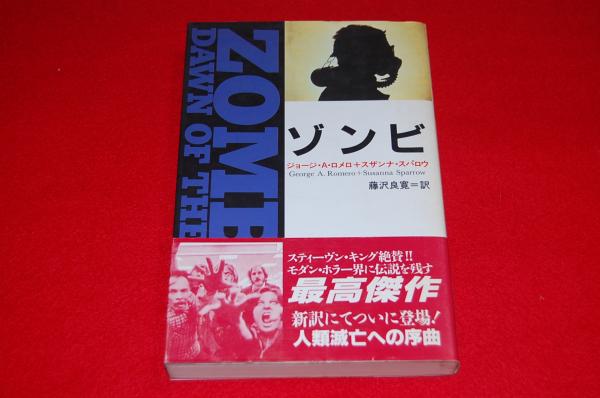 ZOMB
DAWN OF THE
ゾンビ
ジョージ・A・ロメロ+スザンナ・スパロウ
George A. Romero+Susanna Sparrow
藤沢良寛=訳
スティーヴン・キング絶賛!!
モダン・ホラー界に伝説を残す
最高傑作
新訳にてついに登場!
人類滅亡への序曲